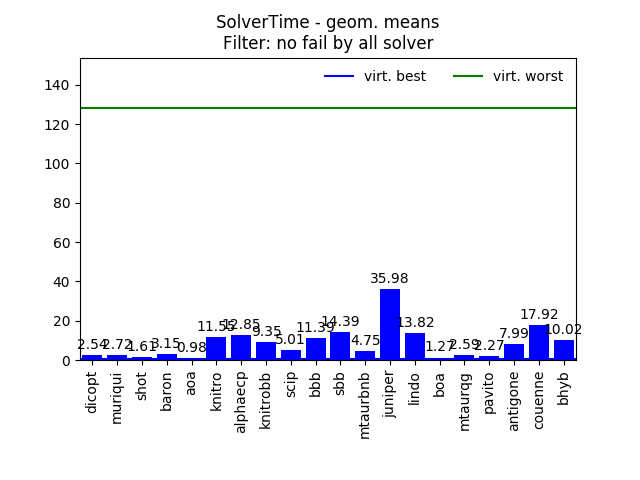 SolverTime - geom. means
Filter: no fail by all solver
virt. best
virt. worst
140
120
100
80
60
40
20
0
2.54
2.72
1.61
3.15
0.98
11.55
12.85
9.35
5.01
11.39
14.39
4.75
35.98
13.82
1.27
2.59
2.27
7.99
17.92
10.02
dicopt
muriqui
shot
baron
aoa
knitro
alphaecp
knitrobb
scip
bbb
sbb
mtaurbnb
juniper
lindo
boa
mtaurqg
pavito
antigone
couenne
bhyb